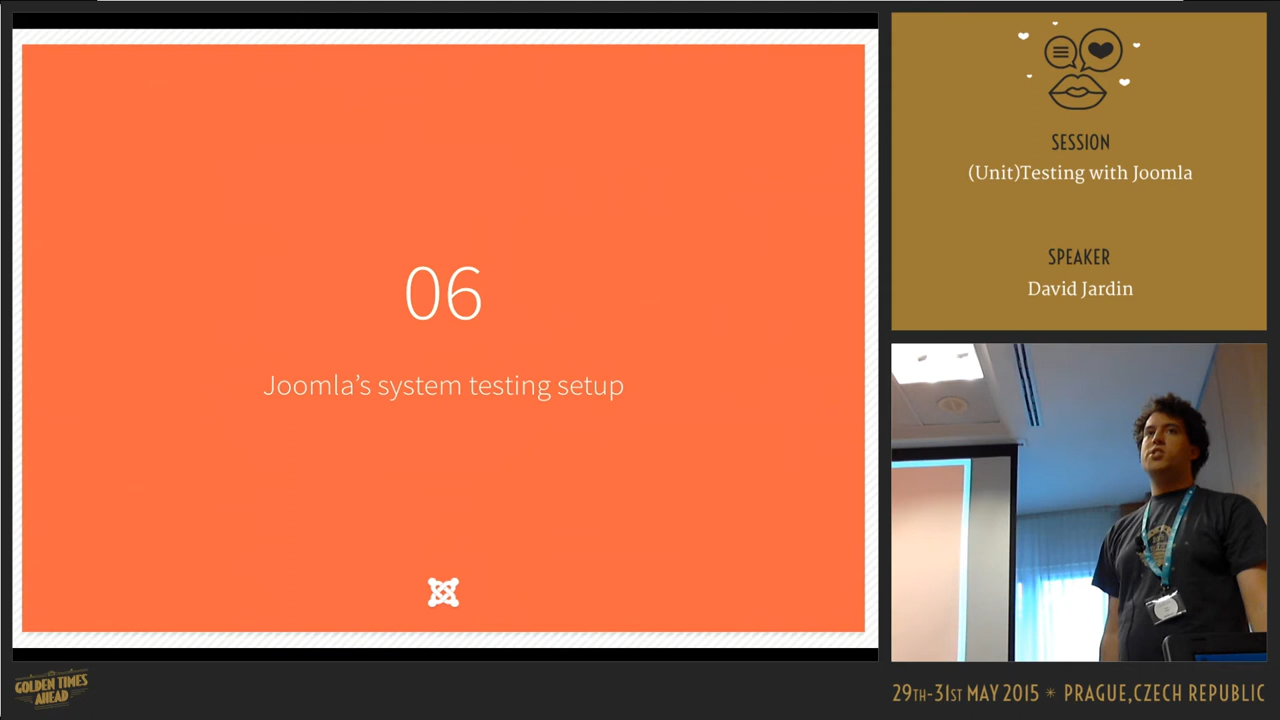 06
Joomla’s system testing setup
SESSION
(Unit)Testing with Joomla
SPEAKER
David Jardin
GOLDEN TIMES
AHEAD
29TH-31ST MAY 2015 * PRAGUE,CZECH REPUBLIC